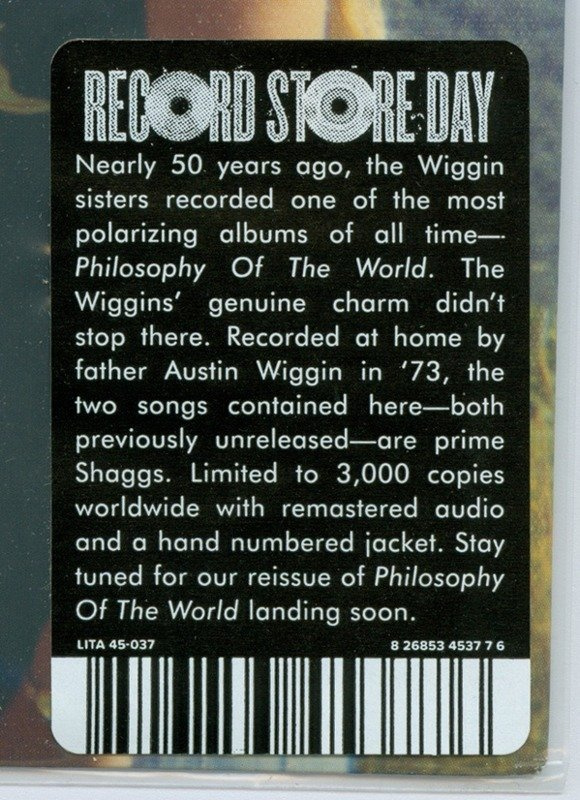 RECORD STORE DAY
Nearly 50 years ago, the Wiggin
sisters recorded one of the most
polarizing albums of all time—
Philosophy Of The World. The
Wiggins’ genuine charm didn’t
stop there. Recorded at home by
father Austin Wiggin in ‘73, the
two songs contained here—both
previously unreleased—are prime
Shaggs. Limited to 3,000 copies
worldwide with remastered audio
and a hand numbered jacket. Stay
tuned for our reissue of Philosophy
Of The World landing soon.
LITA 45-037 8 26853 4537 7 6